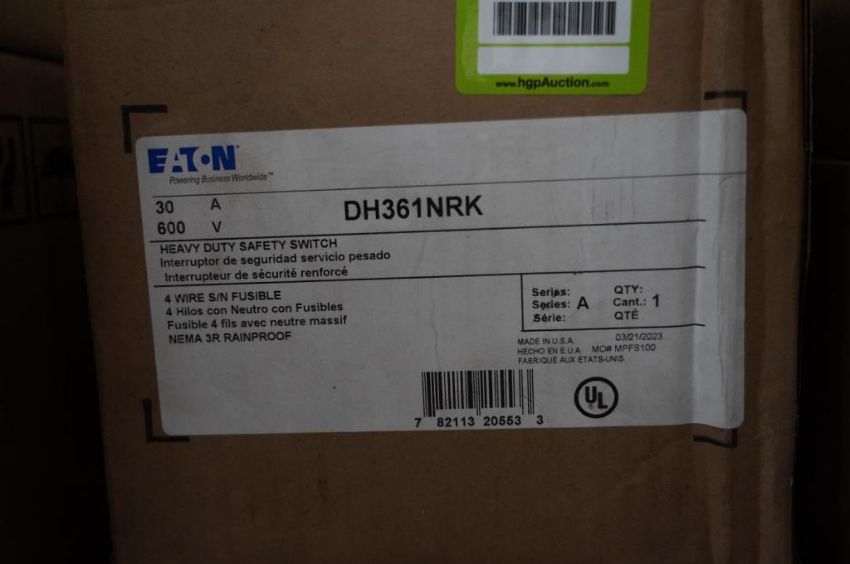 www.hgpAuction.com
EATON
Powering Business Worldwide™
30 A
600 V
DH361NRK
HEAVY DUTY SAFETY SWITCH
Interruptor de seguridad servicio pesado
Interrupteur de sécurité renforcé
4 WIRE S/N FUSIBLE
4 Hilos con Neutro con Fusibles
Fusible 4 fils avec neutre massif
NEMA 3R RAINPROOF
Series:
Series: A
Série:
QTY:
Cant.: 1
QTÉ
MADE IN U.S.A. 03/21/2023
HECHO EN E.U.A. MO# MPFS100
FABRIQUÉ AUX ÉTATS-UNIS.
UL
7 82113 20553 3